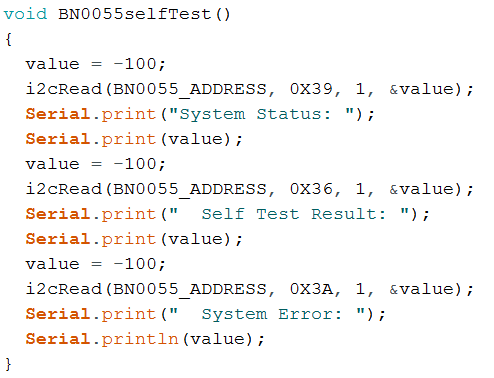 void BN0055selfTest()
{
  value = -100;
  i2cRead(BN0055_ADDRESS, 0X39, 1, &value);
  Serial.print("System Status: ");
  Serial.print(value);
  value = -100;
  i2cRead(BN0055_ADDRESS, 0X36, 1, &value);
  Serial.print("  Self Test Result: ");
  Serial.print(value);
  value = -100;
  i2cRead(BN0055_ADDRESS, 0X3A, 1, &value);
  Serial.print("  System Error: ");
  Serial.println(value);
}